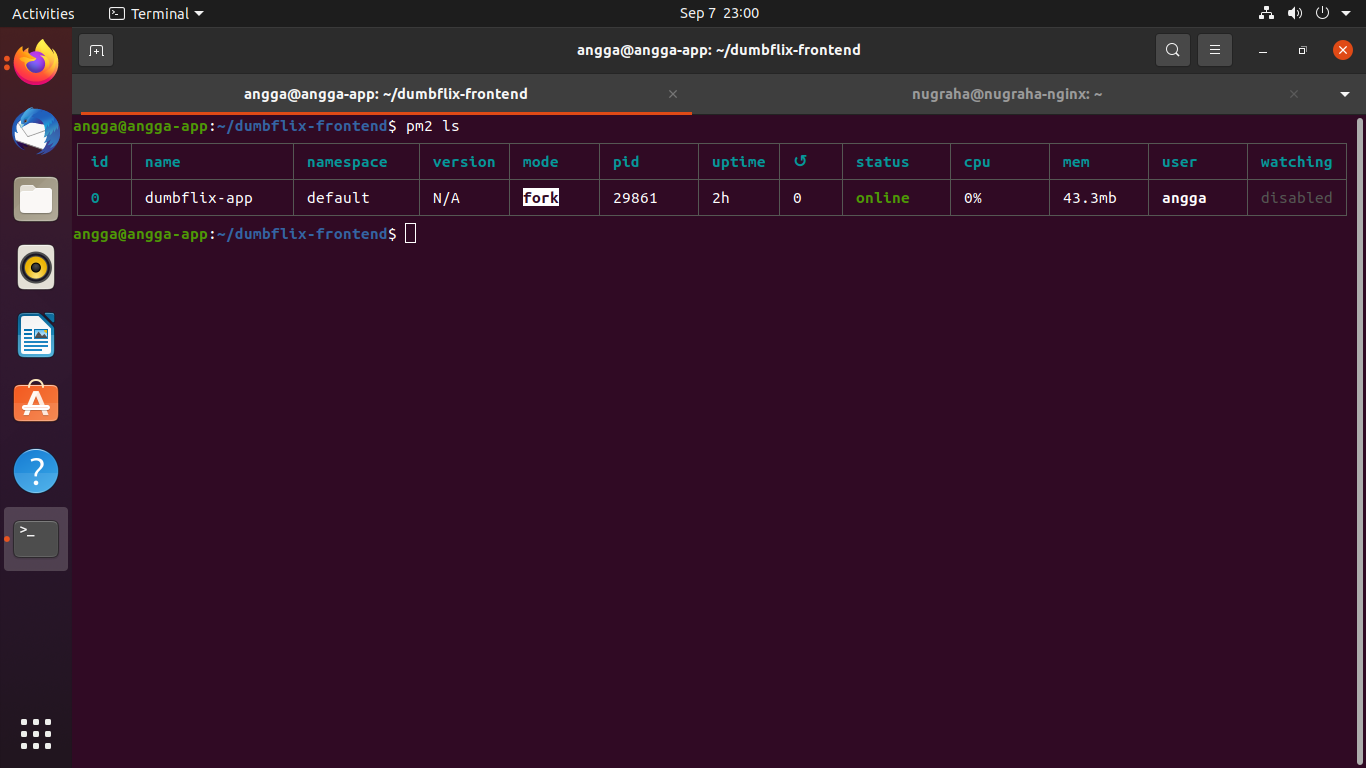 Activities Terminal Sep 7 23:00
angga@angga-app: ~/dumbflix-frontend
angga@angga-app: ~/dumbflix-frontend × nugraha@nugraha-nginx: ~ ×
angga@angga-app:~/dumbflix-frontend$ pm2 ls
id name namespace version mode pid uptime ↺ status cpu mem user watching
0 dumbflix-app default N/A fork 29861 2h 0 online 0% 43.3mb angga disabled
angga@angga-app:~/dumbflix-frontend$